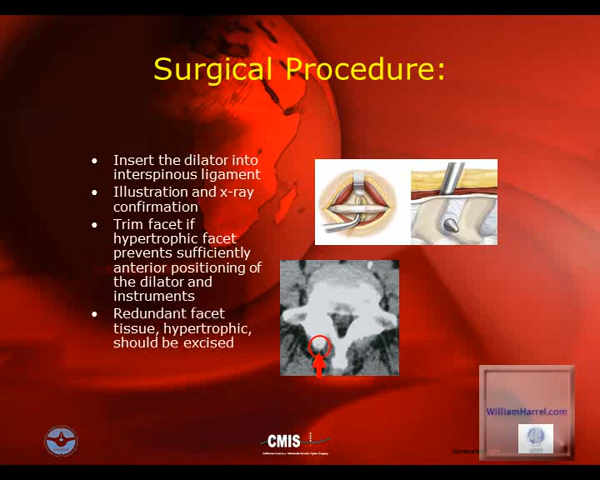 Surgical Procedure:
• Insert the dilator into
interspinous ligament
• Illustration and x-ray
confirmation
• Trim facet if
hypertrophic facet
prevents sufficiently
anterior positioning of
the dilator and
instruments
• Redundant facet
tissue, hypertrophic,
should be excised
WilliamHarrel.com
CMIS